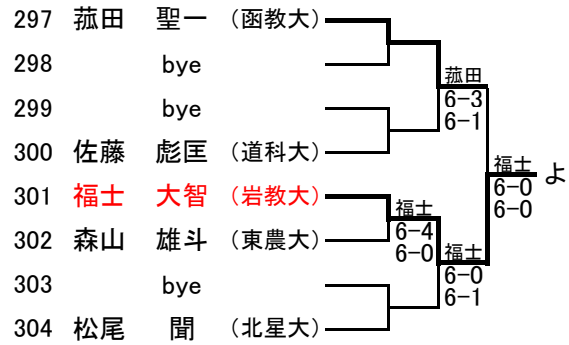 297 菰田 聖一 (函教大)
298 bye
299 bye
300 佐藤 彪匡 (道科大)
301 福士 大智 (岩教大)
302 森山 雄斗 (東農大)
303 bye
304 松尾 聞 (北星大)
菰田
6-3
6-1
福士
6-4
6-0
福士
6-0
6-1
福士
6-0
6-0
よ